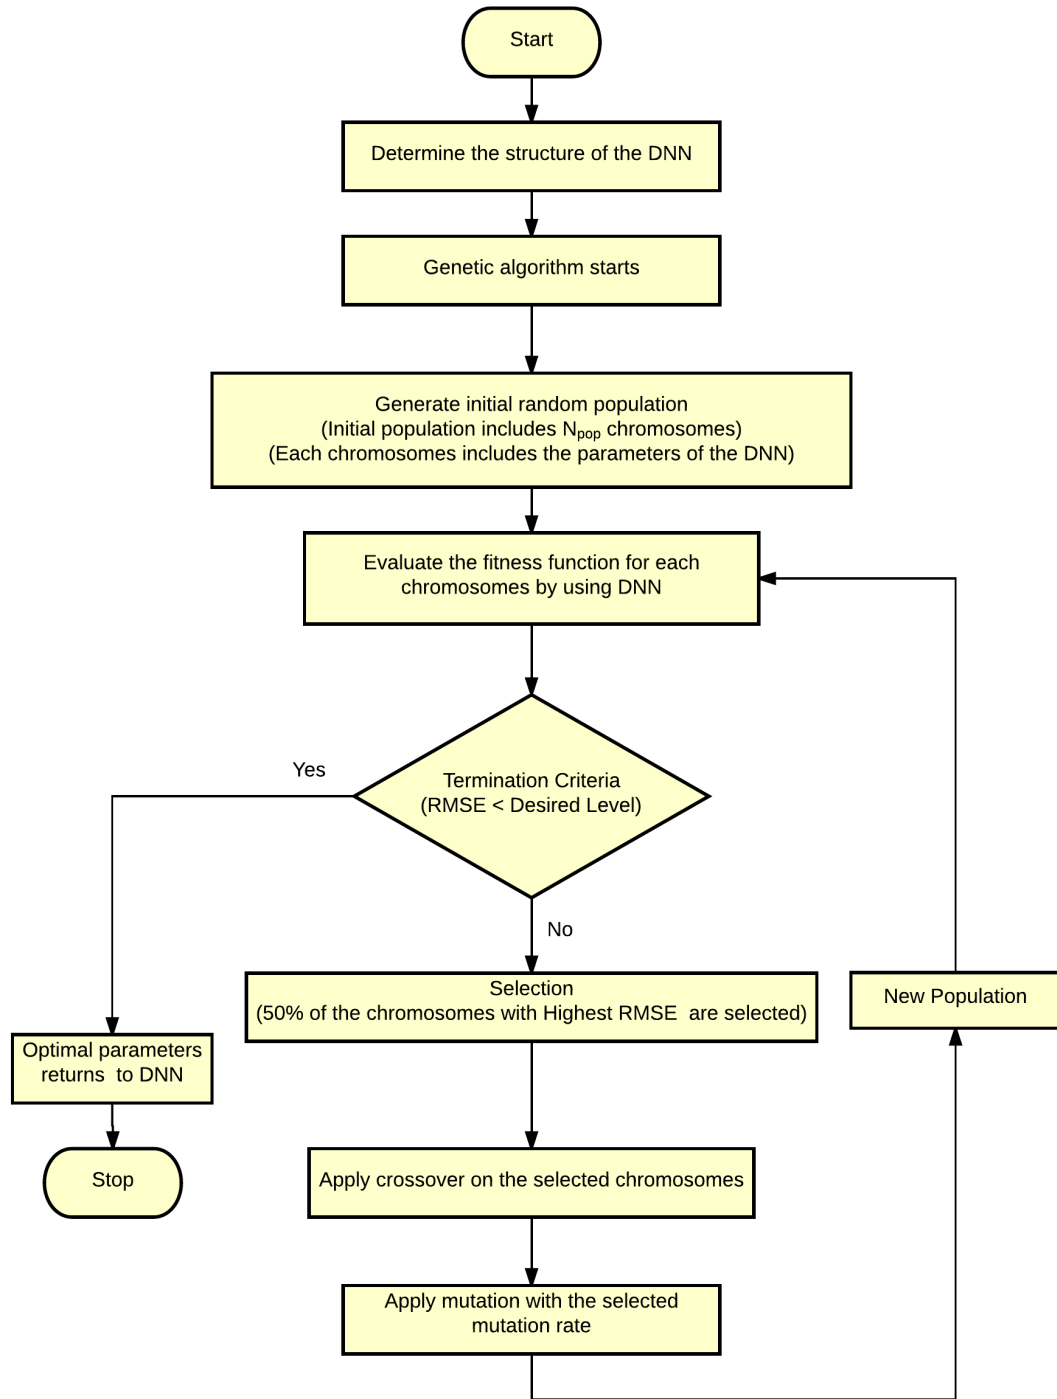 Start
Determine the structure of the DNN
Genetic algorithm starts
Generate initial random population
(Initial population includes Npop chromosomes)
(Each chromosomes includes the parameters of the DNN)
Evaluate the fitness function for each
chromosomes by using DNN
Yes
Termination Criteria
(RMSE < Desired Level)
No
Selection
(50% of the chromosomes with Highest RMSE  are selected)
New Population
Optimal parameters
returns  to DNN
Stop
Apply crossover on the selected chromosomes
Apply mutation with the selected
mutation rate